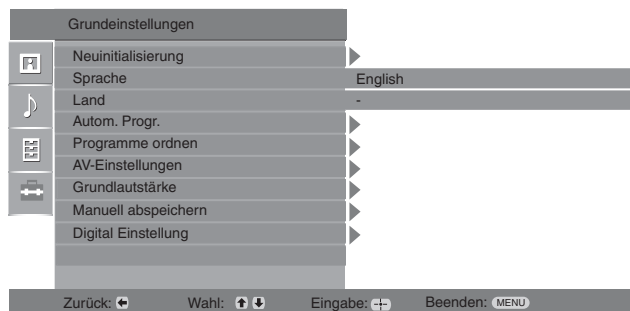 Grundeinstellungen
Neuinitialisierung
Sprache English
Land -
Autom. Progr.
Programme ordnen
AV-Einstellungen
Grundlautstärke
Manuell abspeichern
Digital Einstellung
Zurück: Wahl: Eingabe: Beenden: MENU